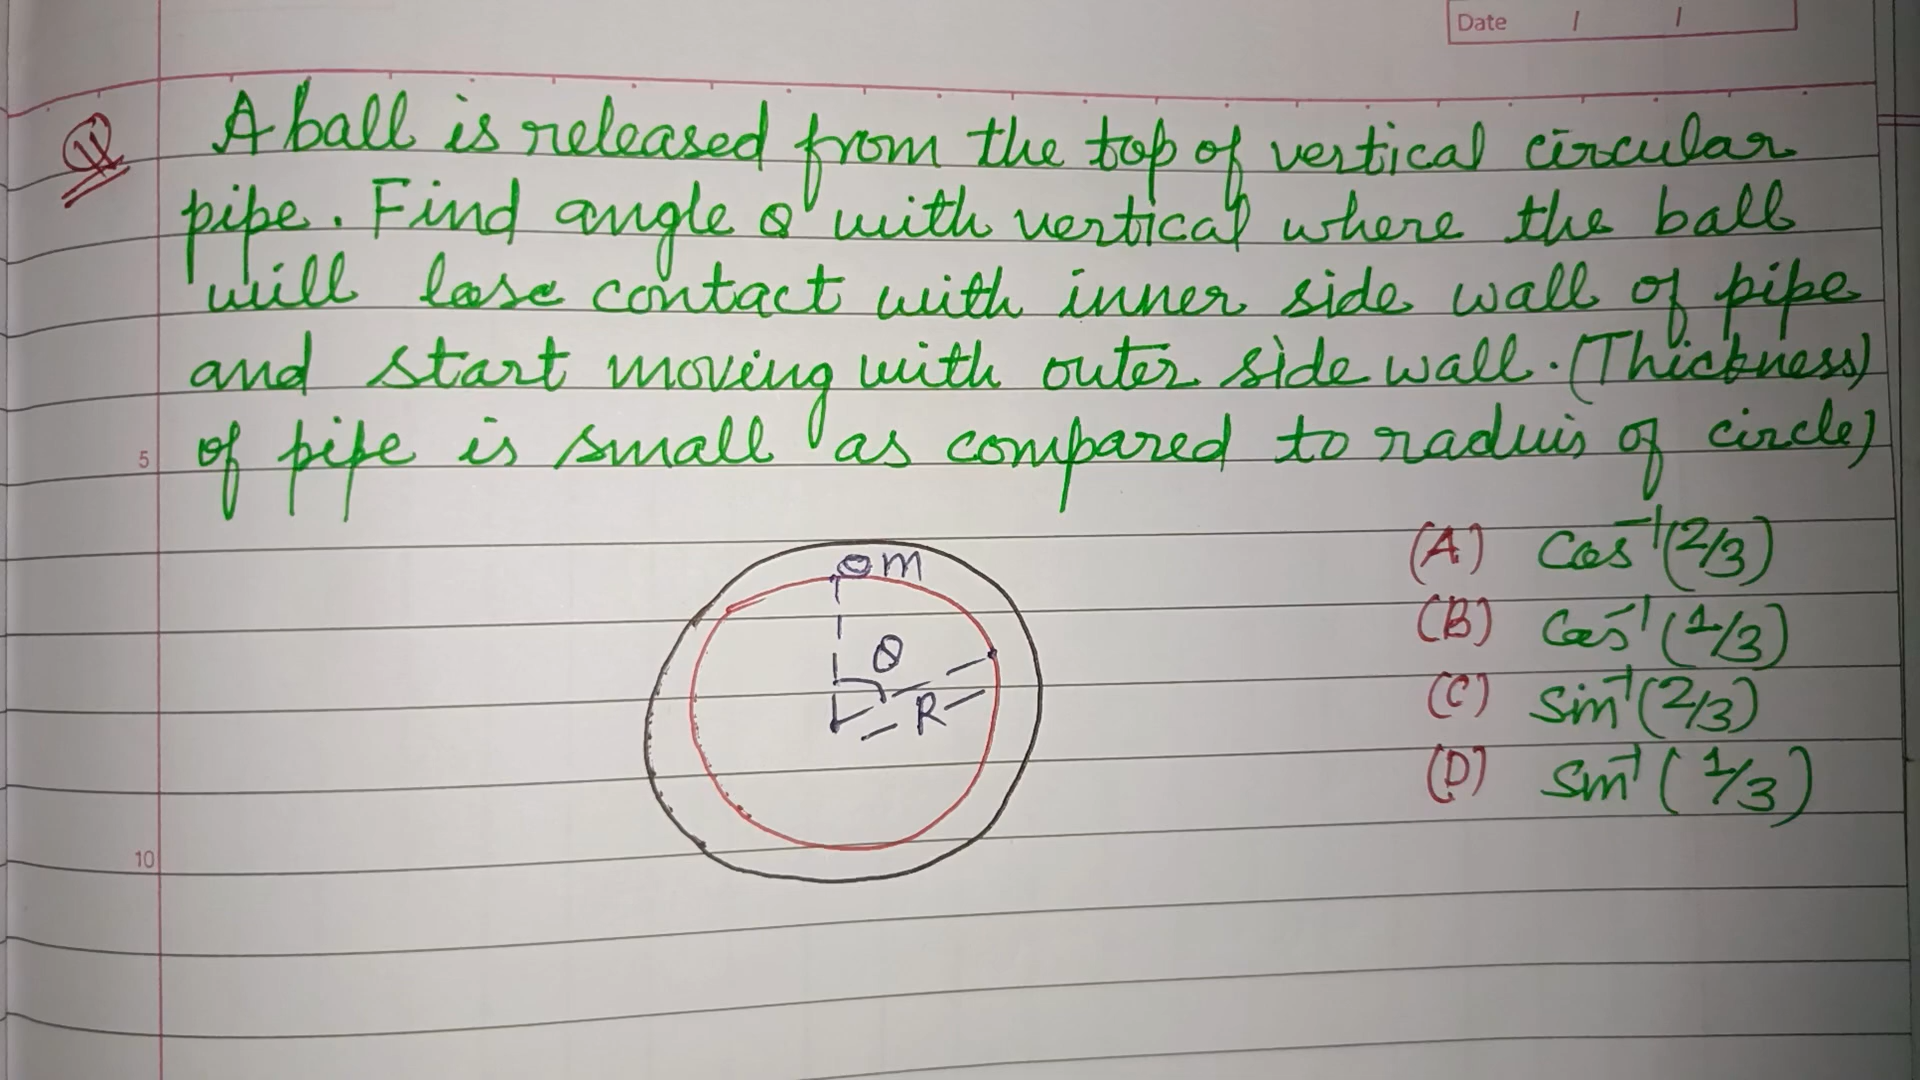 Date / /
Q A ball is released from the top of vertical circular
pipe. Find angle θ with vertical where the ball
will lose contact with inner side wall of pipe
and start moving with outer side wall. (Thickness)
5 of pipe is small as compared to raduis of circle)
m
θ
R
(A) Cos⁻¹(2/3)
(B) Cos⁻¹(1/3)
(C) Sin⁻¹(2/3)
(D) Sin⁻¹(1/3)
10